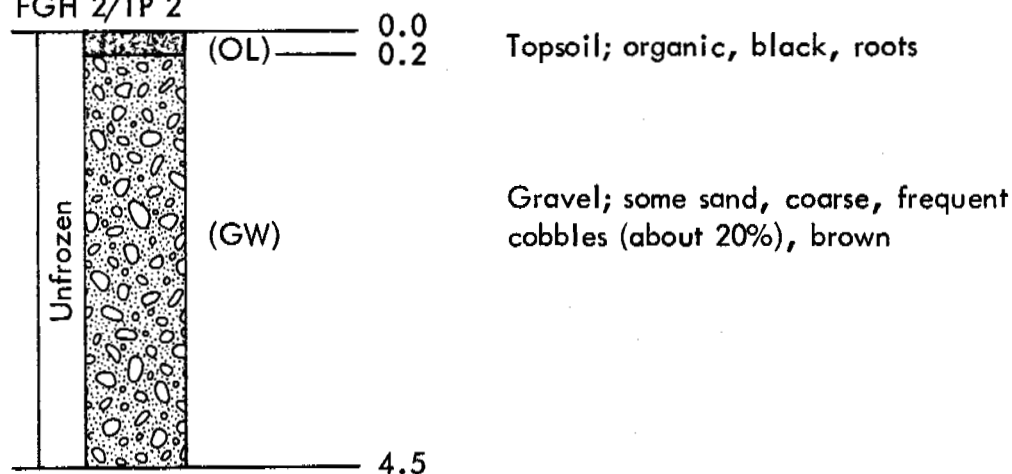 FGH 2/TP 2
0.0
(OL) 0.2 Topsoil; organic, black, roots
Unfrozen
(GW)
Gravel; some sand, coarse, frequent
cobbles (about 20%), brown
4.5